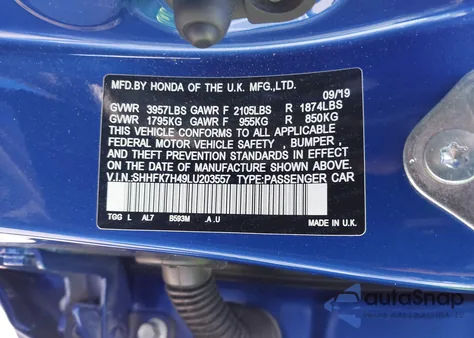 MFD.BY HONDA OF THE U.K. MFG.,LTD.
09/19
GVWR 3957LBS GAWR F 2105LBS R 1874LBS
GVWR 1795KG GAWR F 955KG R 850KG
THIS VEHICLE CONFORMS TO ALL APPLICABLE
FEDERAL MOTOR VEHICLE SAFETY , BUMPER ,
AND THEFT PREVENTION STANDARDS IN EFFECT
ON THE DATE OF MANUFACTURE SHOWN ABOVE.
V.I.N.:SHHFK7H49LU203557 TYPE:PASSENGER CAR
TGG L AL7 B593M .A .U
MADE IN U.K.
autoSnap